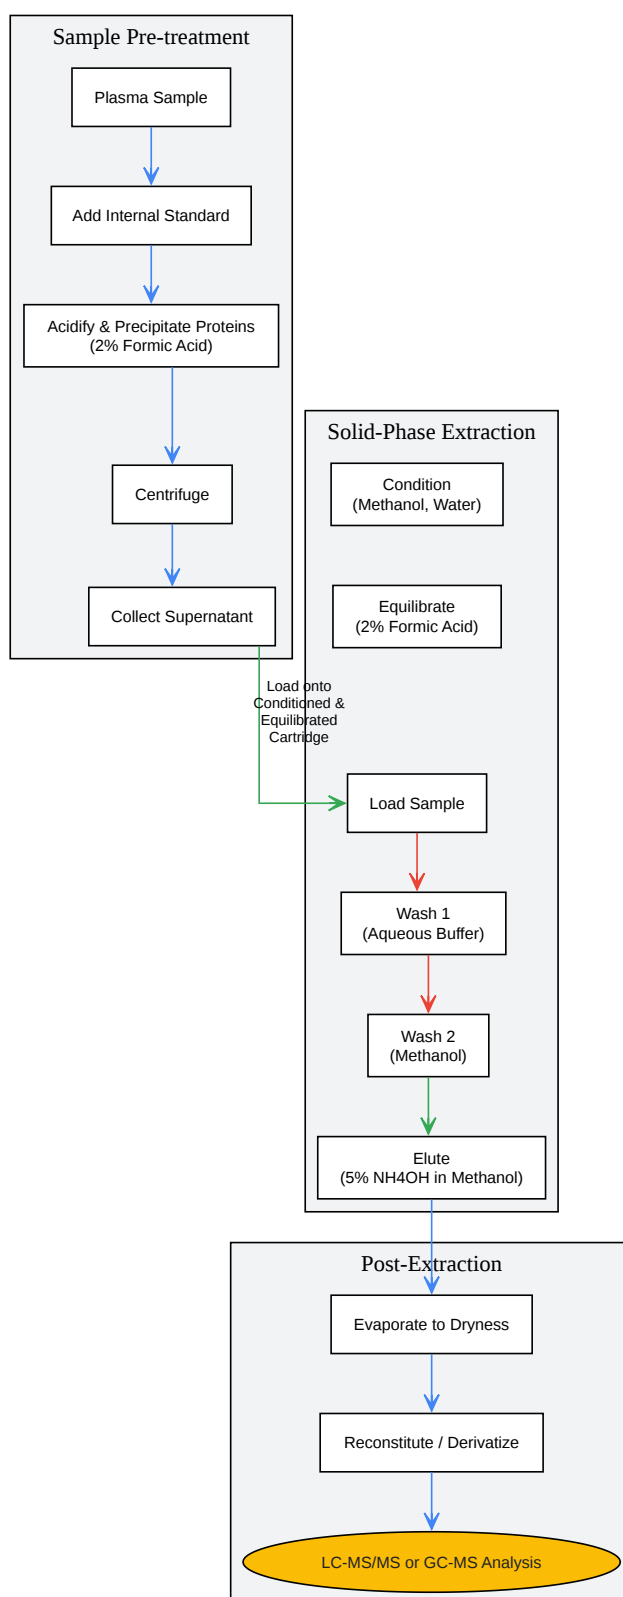 Sample Pre-treatment
Plasma Sample
Add Internal Standard
Acidify & Precipitate Proteins
(2% Formic Acid)
Centrifuge
Collect Supernatant
Solid-Phase Extraction
Condition
(Methanol, Water)
Equilibrate
(2% Formic Acid)
Load onto
Conditioned &
Equilibrated
Cartridge
Load Sample
Wash 1
(Aqueous Buffer)
Wash 2
(Methanol)
Elute
(5% NH4OH in Methanol)
Post-Extraction
Evaporate to Dryness
Reconstitute / Derivatize
LC-MS/MS or GC-MS Analysis